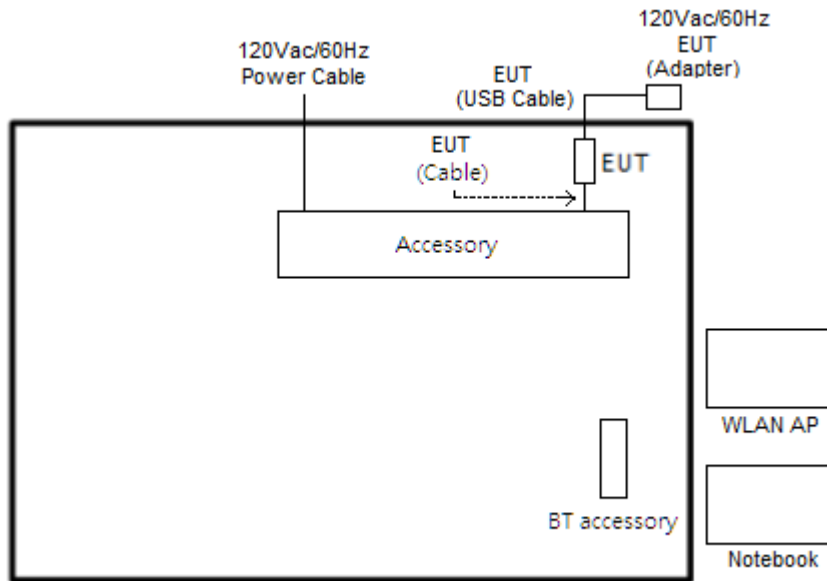 120Vac/60Hz
EUT
(Adapter)
120Vac/60Hz
Power Cable
EUT
(USB Cable)
EUT
(Cable)
EUT
Accessory
WLAN AP
BT accessory
Notebook